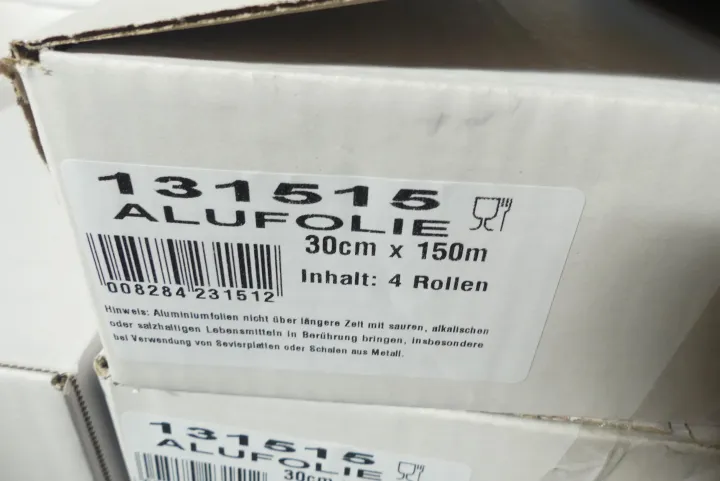 131515
ALUFOLIE
30cm x 150m
Inhalt: 4 Rollen
008284 231512
Hinweis: Aluminiumfolien nicht über längere Zeit mit sauren, alkalischen
oder salzhaltigen Lebensmitteln in Berührung bringen, insbesondere
bei Verwendung von Sevierplatten oder Schalen aus Metall.
131515
ALUFOLIE
30cm